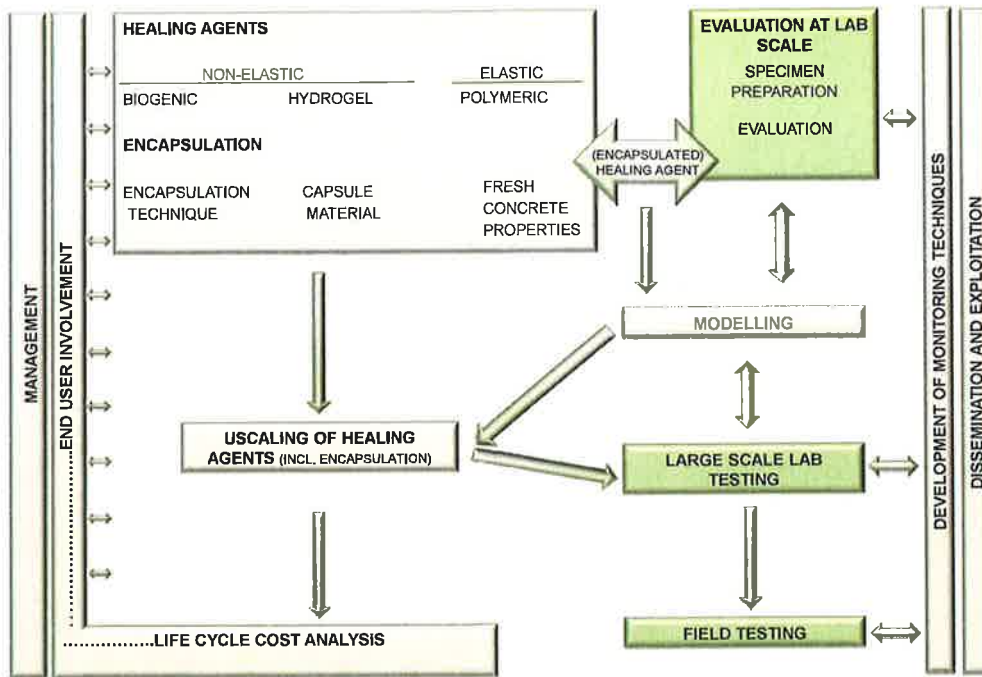 MANAGEMENT
END USER INVOLVEMENT
HEALING AGENTS
NON-ELASTIC
ELASTIC
BIOGENIC
HYDROGEL
POLYMERIC
ENCAPSULATION
ENCAPSULATION
TECHNIQUE
CAPSULE
MATERIAL
FRESH
CONCRETE
PROPERTIES
(ENCAPSULATED)
HEALING AGENT
EVALUATION AT LAB
SCALE
SPECIMEN
PREPARATION
EVALUATION
MODELLING
USCALING OF HEALING
AGENTS (INCL. ENCAPSULATION)
LARGE SCALE LAB
TESTING
LIFE CYCLE COST ANALYSIS
FIELD TESTING
DEVELOPMENT OF MONITORING TECHNIQUES
DISSEMINATION AND EXPLOITATION